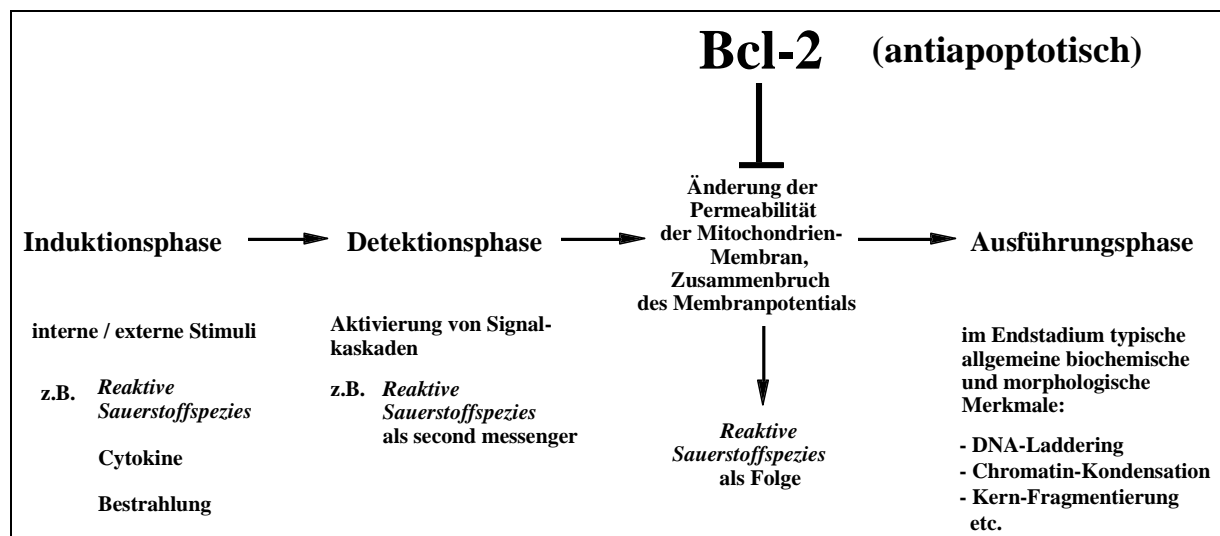 Bcl-2 (antiapoptotisch)
Änderung der
Permeabilität
der Mitochondrien-
Membran,
Zusammenbruch
des Membranpotentials
Induktionsphase
Detektionsphase
Ausführungsphase
interne / externe Stimuli
z.B. Reaktive
Sauerstoffspezies
Cytokine
Bestrahlung
Aktivierung von Signal-
kaskaden
z.B. Reaktive
Sauerstoffspezies
als second messenger
Reaktive
Sauerstoffspezies
als Folge
im Endstadium typische
allgemeine biochemische
und morphologische
Merkmale:
- DNA-Laddering
- Chromatin-Kondensation
- Kern-Fragmentierung
etc.